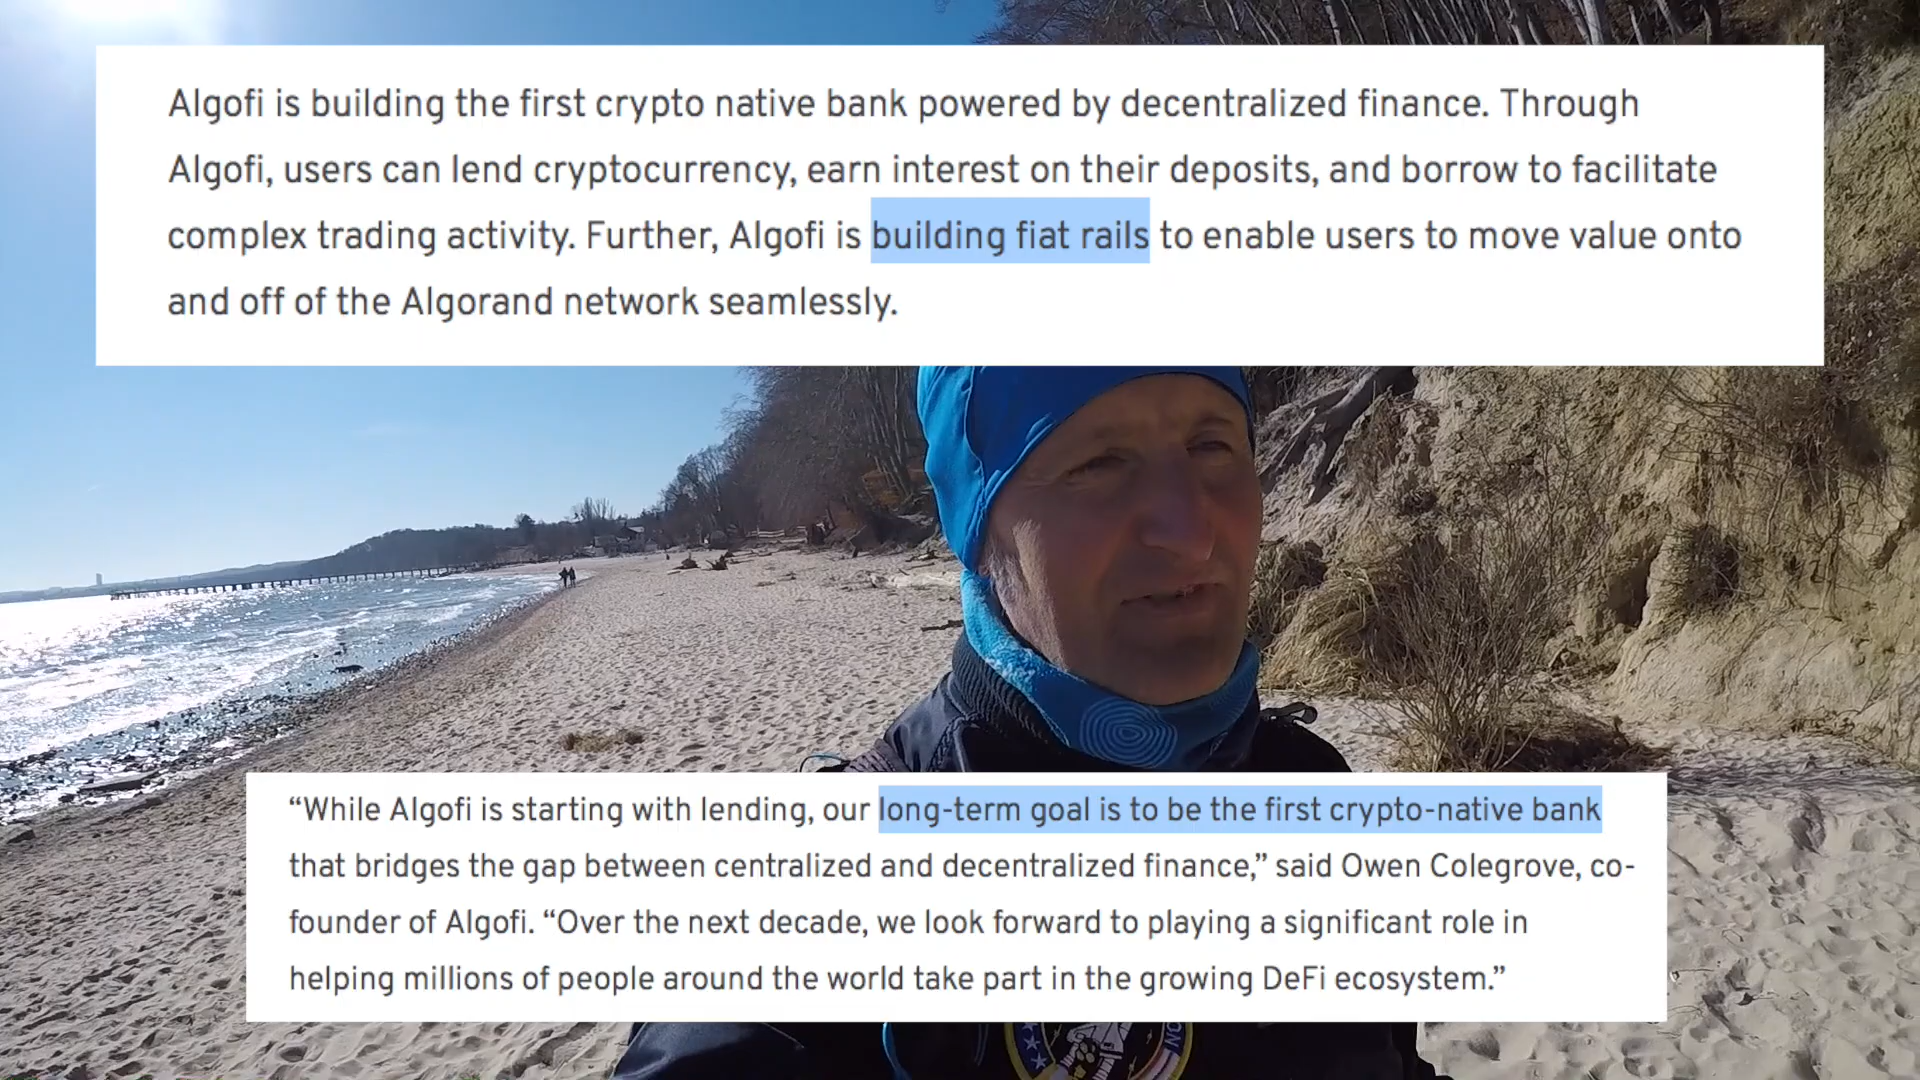 Algofi is building the first crypto native bank powered by decentralized finance. Through
Algofi, users can lend cryptocurrency, earn interest on their deposits, and borrow to facilitate
complex trading activity. Further, Algofi is building fiat rails to enable users to move value onto
and off of the Algorand network seamlessly.
“While Algofi is starting with lending, our long-term goal is to be the first crypto-native bank
that bridges the gap between centralized and decentralized finance,” said Owen Colegrove, co-
founder of Algofi. “Over the next decade, we look forward to playing a significant role in
helping millions of people around the world take part in the growing DeFi ecosystem.”